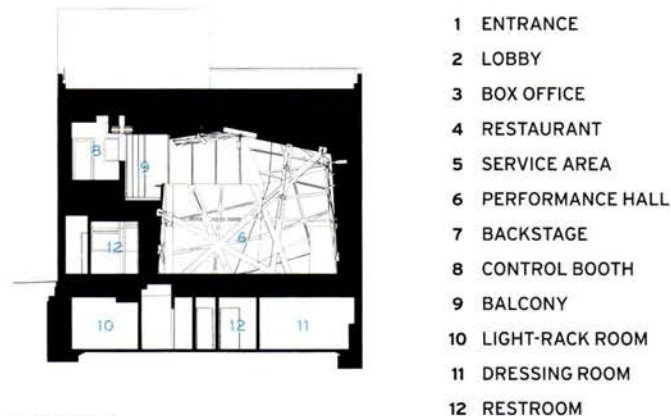 8
9
6
12
10
12
11
1 ENTRANCE
2 LOBBY
3 BOX OFFICE
4 RESTAURANT
5 SERVICE AREA
6 PERFORMANCE HALL
7 BACKSTAGE
8 CONTROL BOOTH
9 BALCONY
10 LIGHT-RACK ROOM
11 DRESSING ROOM
12 RESTROOM